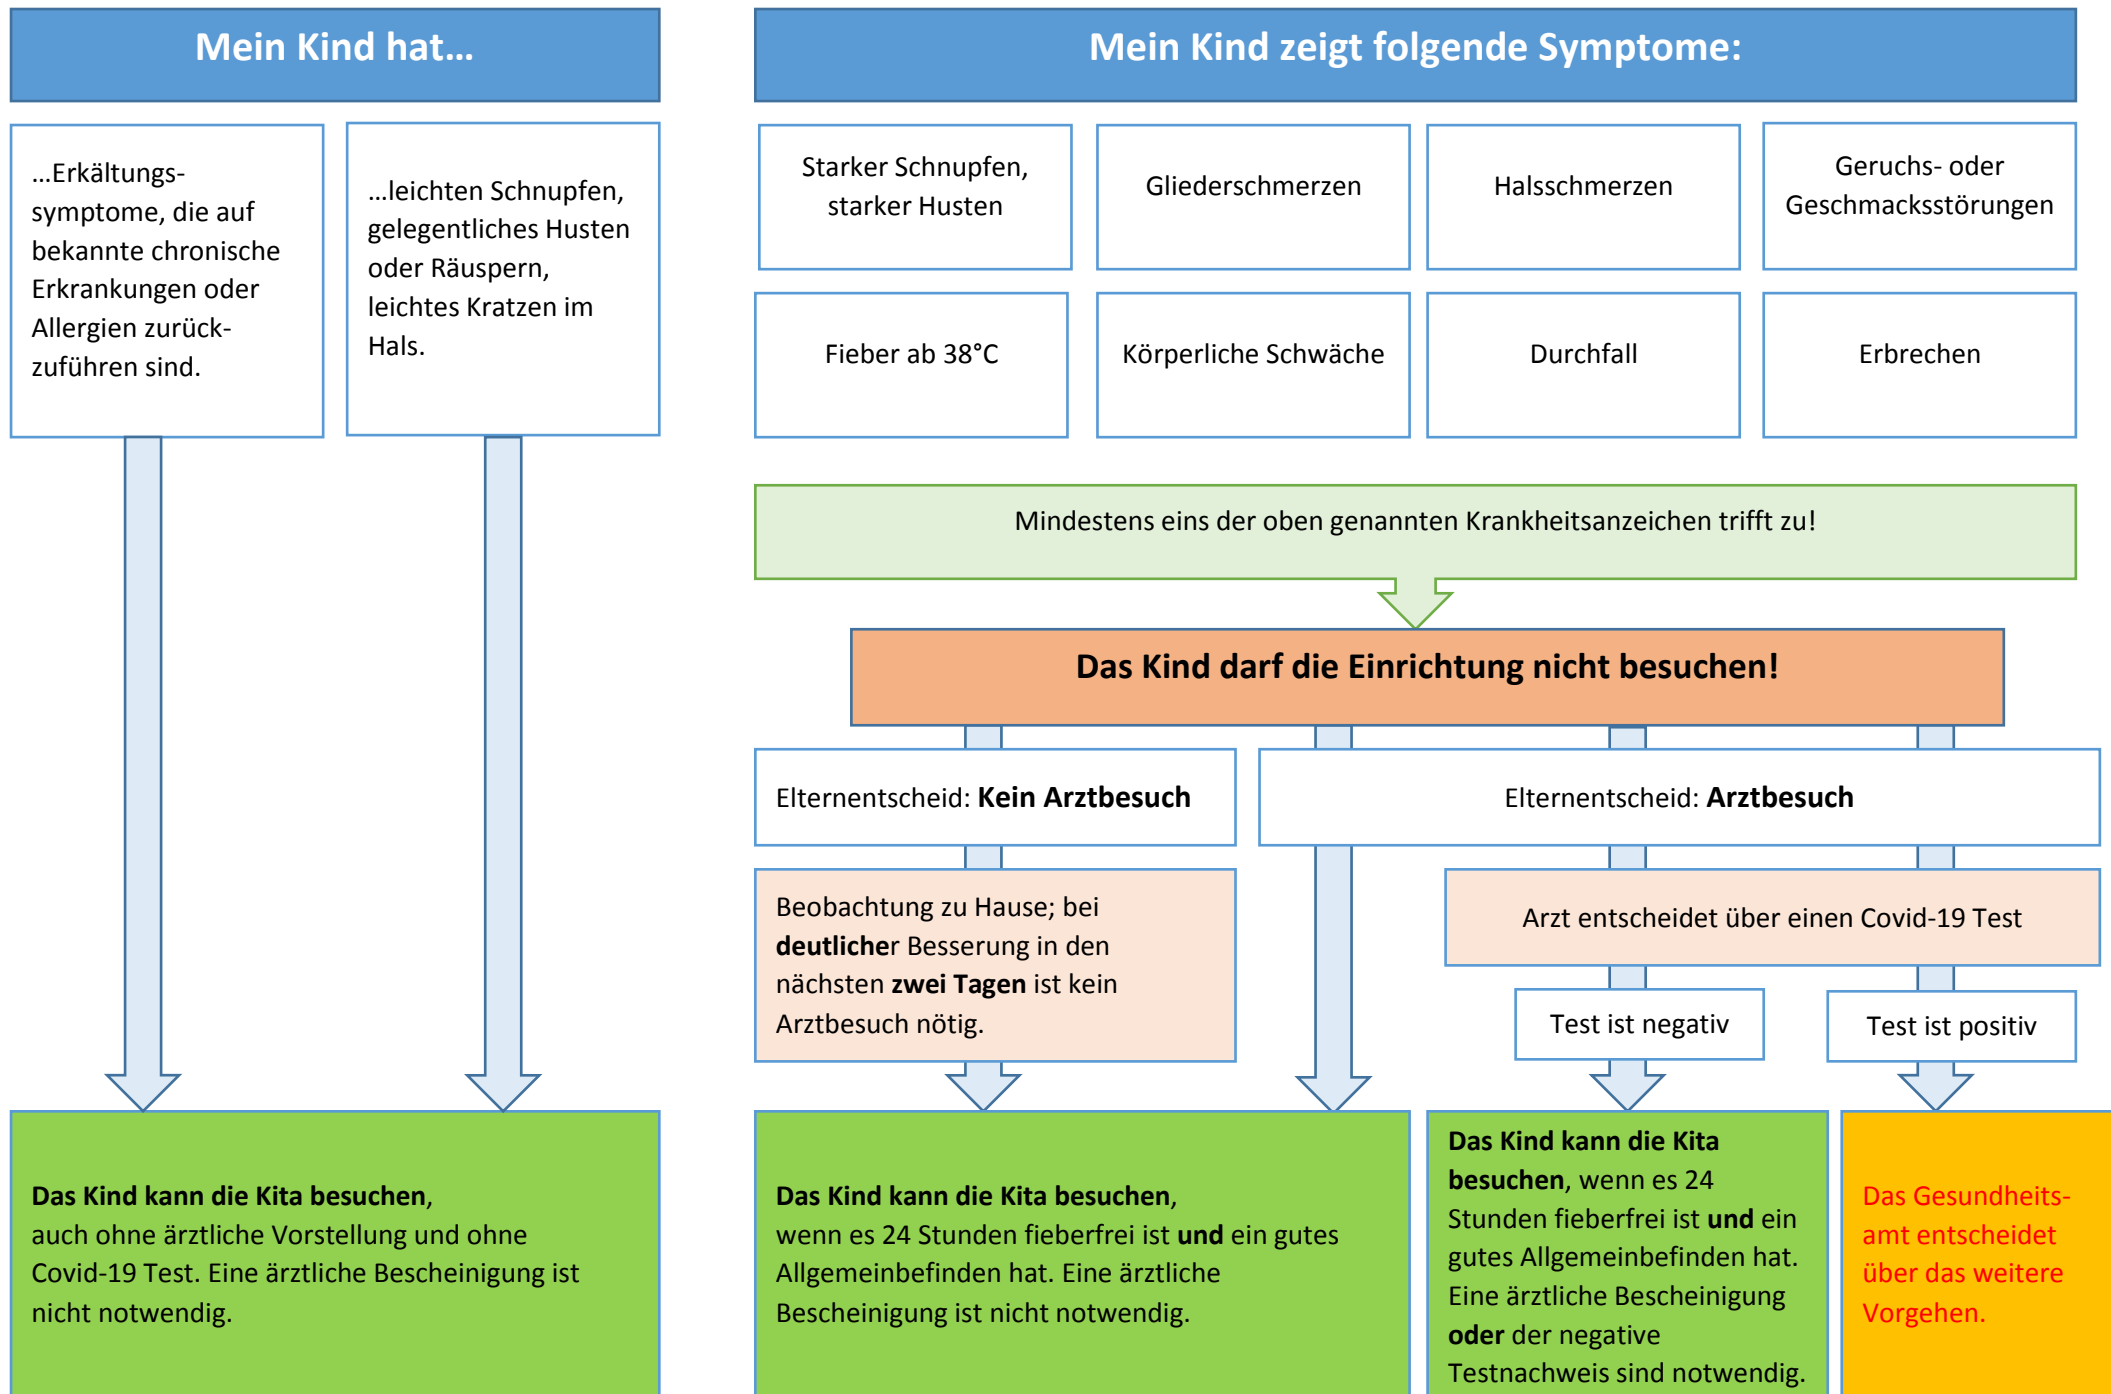 Mein Kind hat...
…Erkältungs-
symptome, die auf
bekannte chronische
Erkrankungen oder
Allergien zurück-
zuführen sind.
…leichten Schnupfen,
gelegentliches Husten
oder Räuspern,
leichtes Kratzen im
Hals.
Mein Kind zeigt folgende Symptome:
Starker Schnupfen,
starker Husten
Gliederschmerzen
Halsschmerzen
Geruchs- oder
Geschmacksstörungen
Fieber ab 38°C
Körperliche Schwäche
Durchfall
Erbrechen
Mindestens eins der oben genannten Krankheitsanzeichen trifft zu!
Das Kind darf die Einrichtung nicht besuchen!
Elternentscheid: Kein Arztbesuch
Elternentscheid: Arztbesuch
Beobachtung zu Hause; bei
deutlicher Besserung in den
nächsten zwei Tagen ist kein
Arztbesuch nötig.
Arzt entscheidet über einen Covid-19 Test
Test ist negativ
Test ist positiv
Das Kind kann die Kita besuchen,
auch ohne ärztliche Vorstellung und ohne
Covid-19 Test. Eine ärztliche Bescheinigung ist
nicht notwendig.
Das Kind kann die Kita besuchen,
wenn es 24 Stunden fieberfrei ist und ein gutes
Allgemeinbefinden hat. Eine ärztliche
Bescheinigung ist nicht notwendig.
Das Kind kann die Kita
besuchen, wenn es 24
Stunden fieberfrei ist und ein
gutes Allgemeinbefinden hat.
Eine ärztliche Bescheinigung
oder der negative
Testnachweis sind notwendig.
Das Gesundheits-
amt entscheidet
über das weitere
Vorgehen.